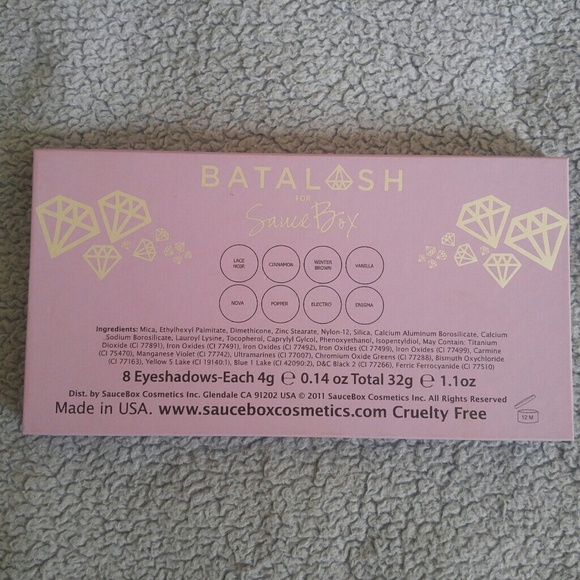 BATALASH
FOR
Sauce Box
LACE NOIR
CINNAMON
WINTER BROWN
VANILLA
NOVA
POPPER
ELECTRO
ENIGMA
Ingredients: Mica, Ethylhexyl Palmitate, Dimethicone, Zinc Stearate, Nylon-12, Silica, Calcium Aluminum Borosilicate, Calcium
Sodium Borosilicate, Lauroyl Lysine, Tocopherol, Caprylyl Gylcol, Phenoxyethanol, Isopentyldiol, May Contain: Titanium
Dioxide (CI 77891), Iron Oxides (CI 77491), Iron Oxides (CI 77492), Iron Oxides (CI 77499), Iron Oxides (CI 77499), Carmine
(CI 75470), Manganese Violet (CI 77742), Ultramarines (CI 77007), Chromium Oxide Greens (CI 77288), Bismuth Oxychloride
(CI 77163), Yellow 5 Lake (CI 19140:1), Blue 1 Lake (CI 42090:2), D&C Black 2 (CI 77266), Ferric Ferrocyanide (CI 77510)
8 Eyeshadows-Each 4g ℮ 0.14 oz Total 32g ℮ 1.1oz
Dist. by SauceBox Cosmetics Inc. Glendale CA 91202 USA © 2011 SauceBox Cosmetics Inc. All Rights Reserved
Made in USA. www.sauceboxcosmetics.com Cruelty Free
12 M